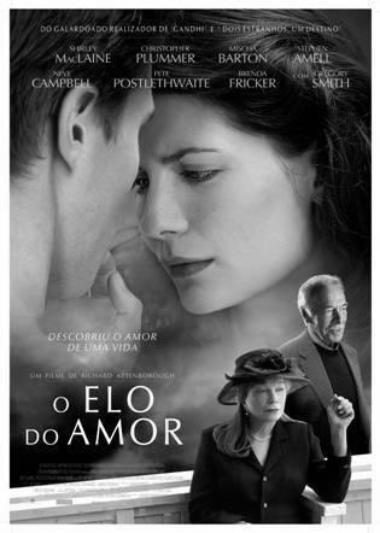 DO GALARDOADO REALIZADOR DE 'GANDHI' E 'DOIS ESTRANHOS, UM DESTINO'
SHIRLEY MACLAINE CHRISTOPHER PLUMMER MISCHA BARTON STEPHEN AMELL
NEVE CAMPBELL PETE POSTLETHWAITE BRENDA FRICKER COM GREGORY SMITH
DESCOBRIU O AMOR
DE UMA VIDA
UM FILME DE RICHARD ATTENBOROUGH
O ELO
DO AMOR